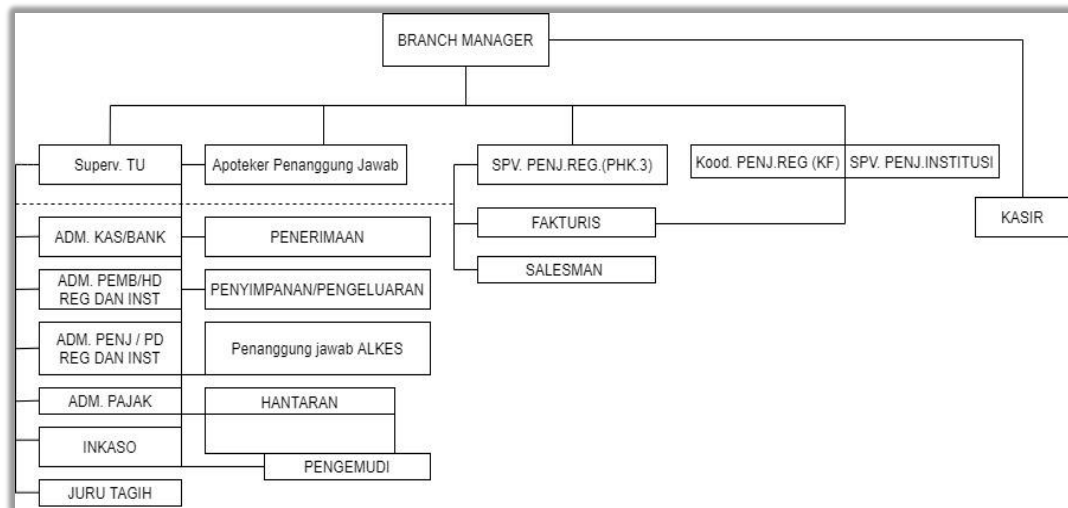 BRANCH MANAGER
Superv. TU
Apoteker Penanggung Jawab
SPV. PENJ.REG.(PHK.3)
Kood. PENJ.REG (KF)
SPV. PENJ.INSTITUSI
KASIR
FAKTURIS
SALESMAN
ADM. KAS/BANK
PENERIMAAN
ADM. PEMB/HD
REG DAN INST
PENYIMPANAN/PENGELUARAN
ADM. PENJ / PD
REG DAN INST
Penanggung jawab ALKES
ADM. PAJAK
HANTARAN
INKASO
PENGEMUDI
JURU TAGIH